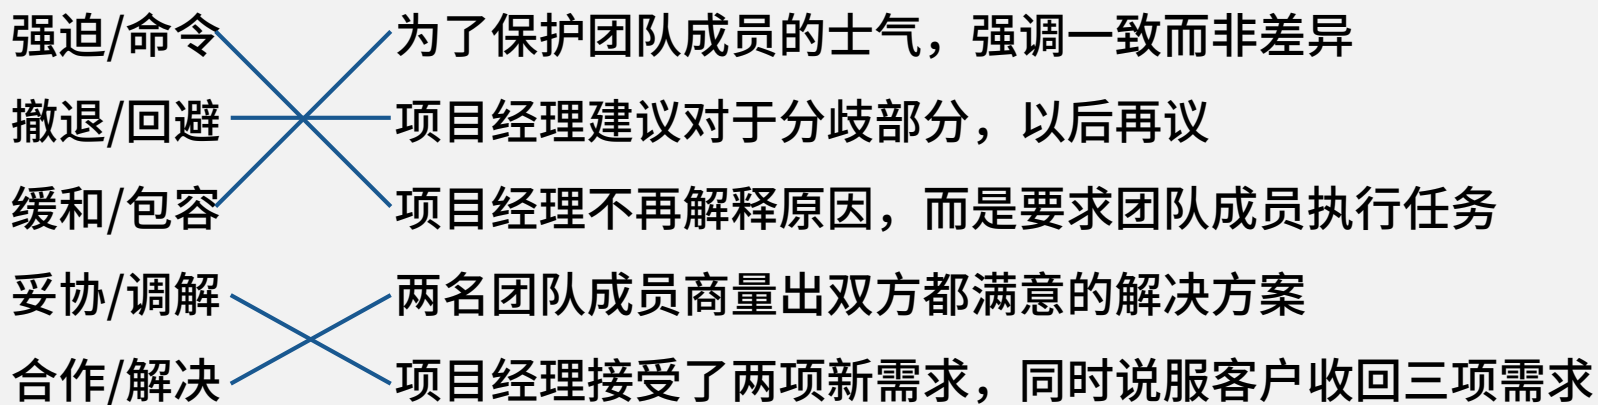 强迫/命令 为了保护团队成员的士气，强调一致而非差异
撤退/回避 项目经理建议对于分歧部分，以后再议
缓和/包容 项目经理不再解释原因，而是要求团队成员执行任务
妥协/调解 两名团队成员商量出双方都满意的解决方案
合作/解决 项目经理接受了两项新需求，同时说服客户收回三项需求